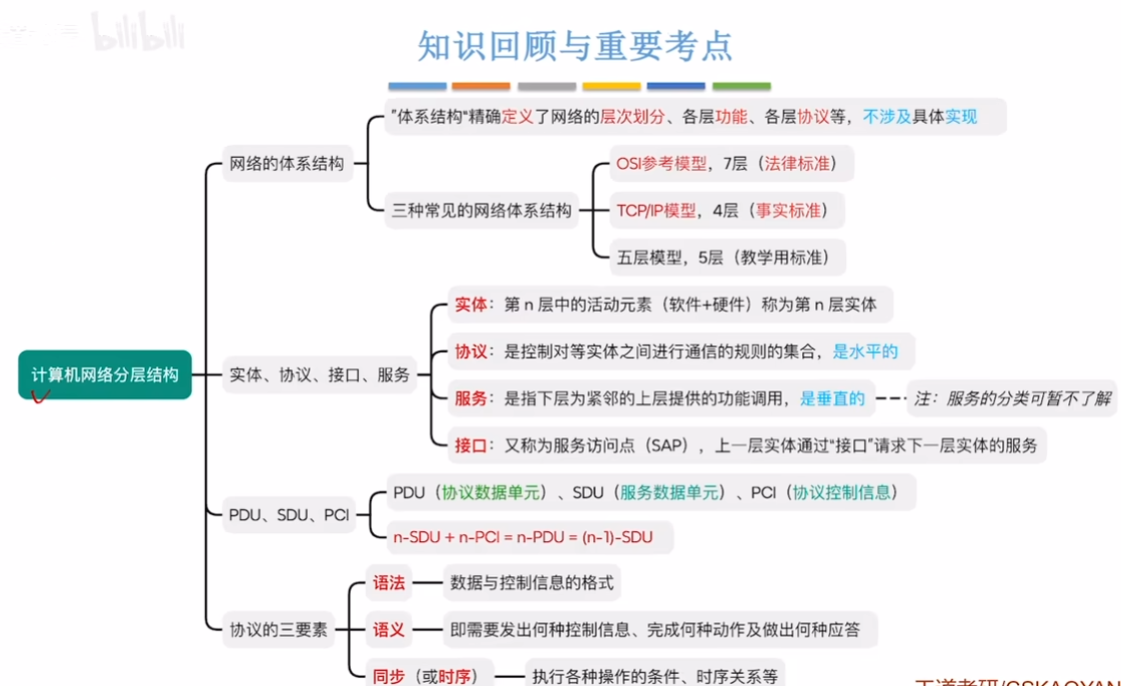 bilibili
知识回顾与重要考点
"体系结构"精确定义了网络的层次划分、各层功能、各层协议等，不涉及具体实现
网络的体系结构
OSI参考模型，7层（法律标准）
三种常见的网络体系结构
TCP/IP模型，4层（事实标准）
五层模型，5层（教学用标准）
实体：第 n 层中的活动元素（软件+硬件）称为第 n 层实体
协议：是控制对等实体之间进行通信的规则的集合，是水平的
计算机网络分层结构
实体、协议、接口、服务
服务：是指下层为紧邻的上层提供的功能调用，是垂直的
注：服务的分类可暂不了解
接口：又称为服务访问点（SAP），上一层实体通过“接口”请求下一层实体的服务
PDU（协议数据单元）、SDU（服务数据单元）、PCI（协议控制信息）
PDU、SDU、PCI
n-SDU + n-PCI = n-PDU = (n-1)-SDU
语法
数据与控制信息的格式
协议的三要素
语义
即需要发出何种控制信息、完成何种动作及做出何种应答
同步（或时序）
执行各种操作的条件、时序关系等
王道考研/CSKAOYAN